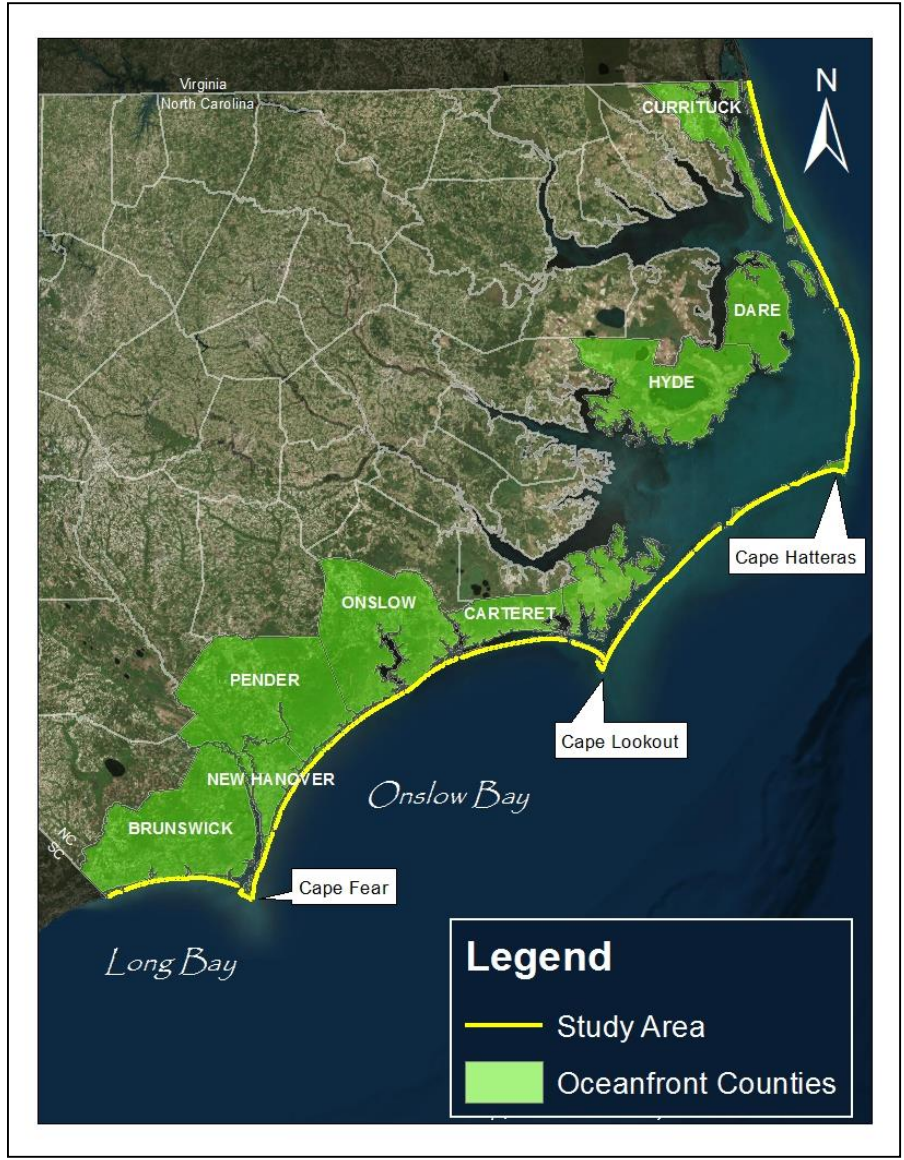 Virginia
North Carolina
N
CURRITUCK
DARE
HYDE
Cape Hatteras
ONSLOW
CARTERET
PENDER
Cape Lookout
NEW HANOVER
Onslow Bay
BRUNSWICK
NC
SC
Cape Fear
Long Bay
Legend
Study Area
Oceanfront Counties